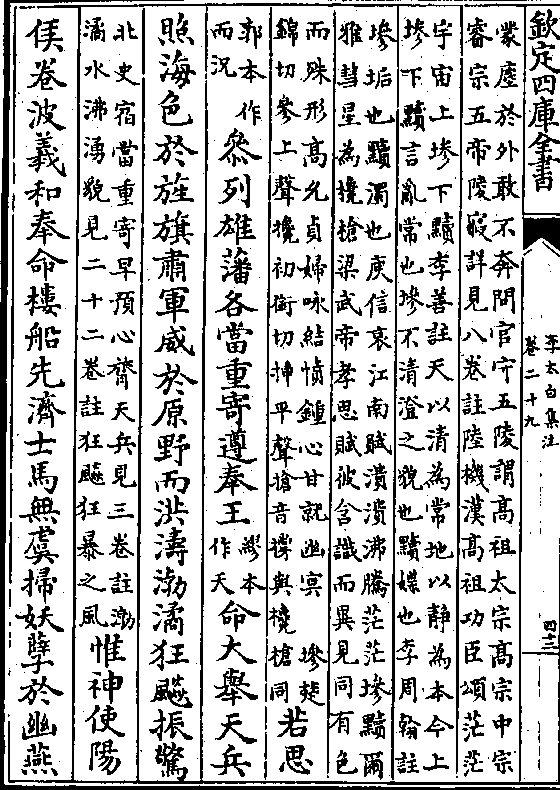 欽定四庫全書
李太白集注
卷二十九
四三
蒙塵於外敢不奔問官守五陵謂髙祖太宗髙宗中宗
睿宗五帝陵寢詳見八卷註陸機漢髙祖功臣頌茫茫
宇宙上墋下黷李善註天以清為常地以静為本今上
墋下黷言亂常也墋不清澄之貌也黷媟也李周翰註
墋垢也黷濁也庾信哀江南賦潰潰沸騰茫茫墋黷爾
雅彗星為攙槍梁武帝孝思賦彼含識而異見同有色
而殊形髙允貞婦咏結憤鍾心甘就幽冥 墋楚
錦切參上聲攙初銜切抻平聲搶音撐與欃槍同
若思
郭本作
而况
叅列雄藩各當重寄遵奉王
繆本
作天
命大舉天兵
照海色於旌旗肅軍威於原野而洪濤渤潏狂飇振驚
北史宿當重寄早預心膂天兵見三卷註渤
潏水沸湧貌見二十二卷註狂飇狂暴之風
惟神使陽
侯卷波羲和奉命樓船先濟士馬無虞掃妖孽於幽燕